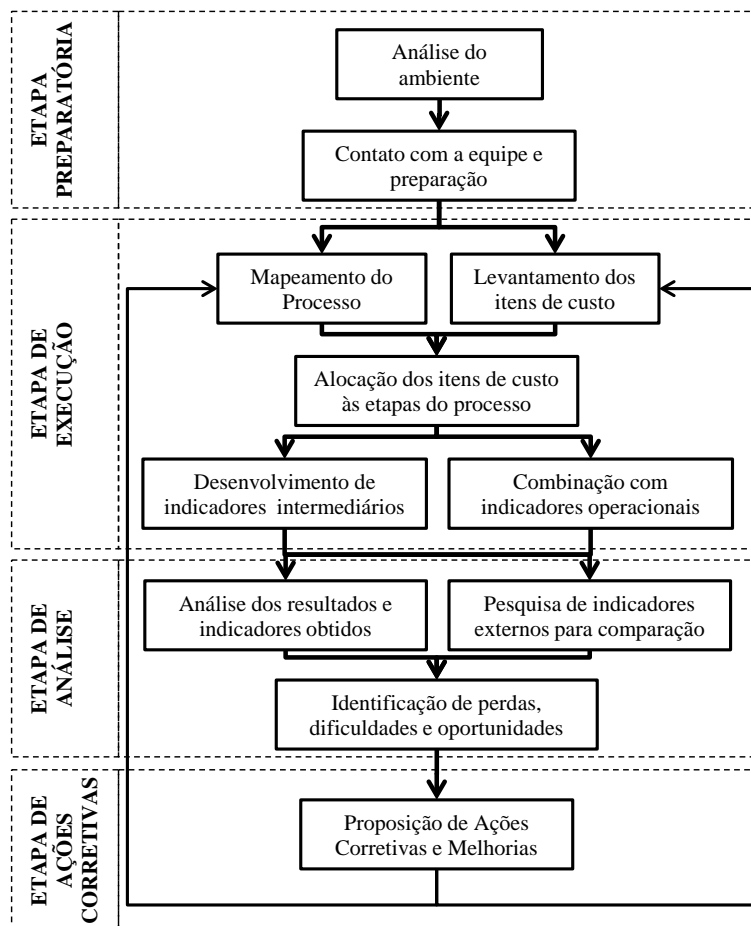 ETAPA
PREPARATÓRIA
Análise do
ambiente
Contato com a equipe e
preparação
ETAPA DE
EXECUÇÃO
Mapeamento do
Processo
Levantamento dos
itens de custo
Alocação dos itens de custo
às etapas do processo
Desenvolvimento de
indicadores intermediários
Combinação com
indicadores operacionais
ETAPA DE
ANÁLISE
Análise dos resultados e
indicadores obtidos
Pesquisa de indicadores
externos para comparação
Identificação de perdas,
dificuldades e oportunidades
ETAPA DE
AÇÕES
CORRETIVAS
Proposição de Ações
Corretivas e Melhorias